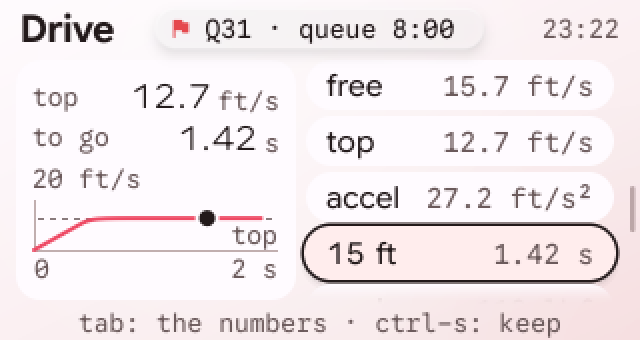 Drive
Q31 · queue 8:00
23:22
top 12.7 ft/s
to go 1.42 s
20 ft/s
top
0 2 s
free 15.7 ft/s
top 12.7 ft/s
accel 27.2 ft/s²
15 ft 1.42 s
tab: the numbers · ctrl-s: keep